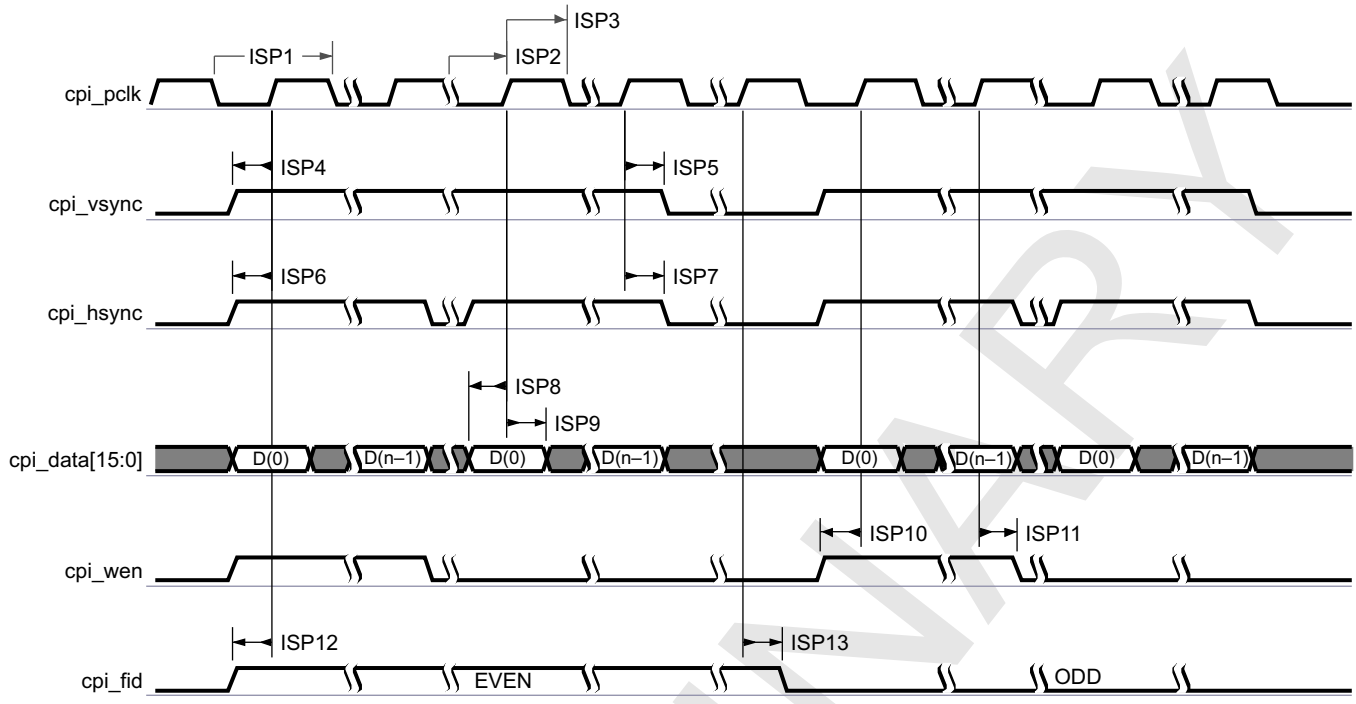 ISP3
ISP1
ISP2
cpi_pclk
ISP4
ISP5
cpi_vsync
ISP6
ISP7
cpi_hsync
ISP8
ISP9
cpi_data[15:0]
D(0) D(n–1) D(0) D(n–1) D(0) D(n–1) D(0) D(n–1)
ISP10
ISP11
cpi_wen
ISP12
ISP13
cpi_fid
EVEN
ODD
INARY